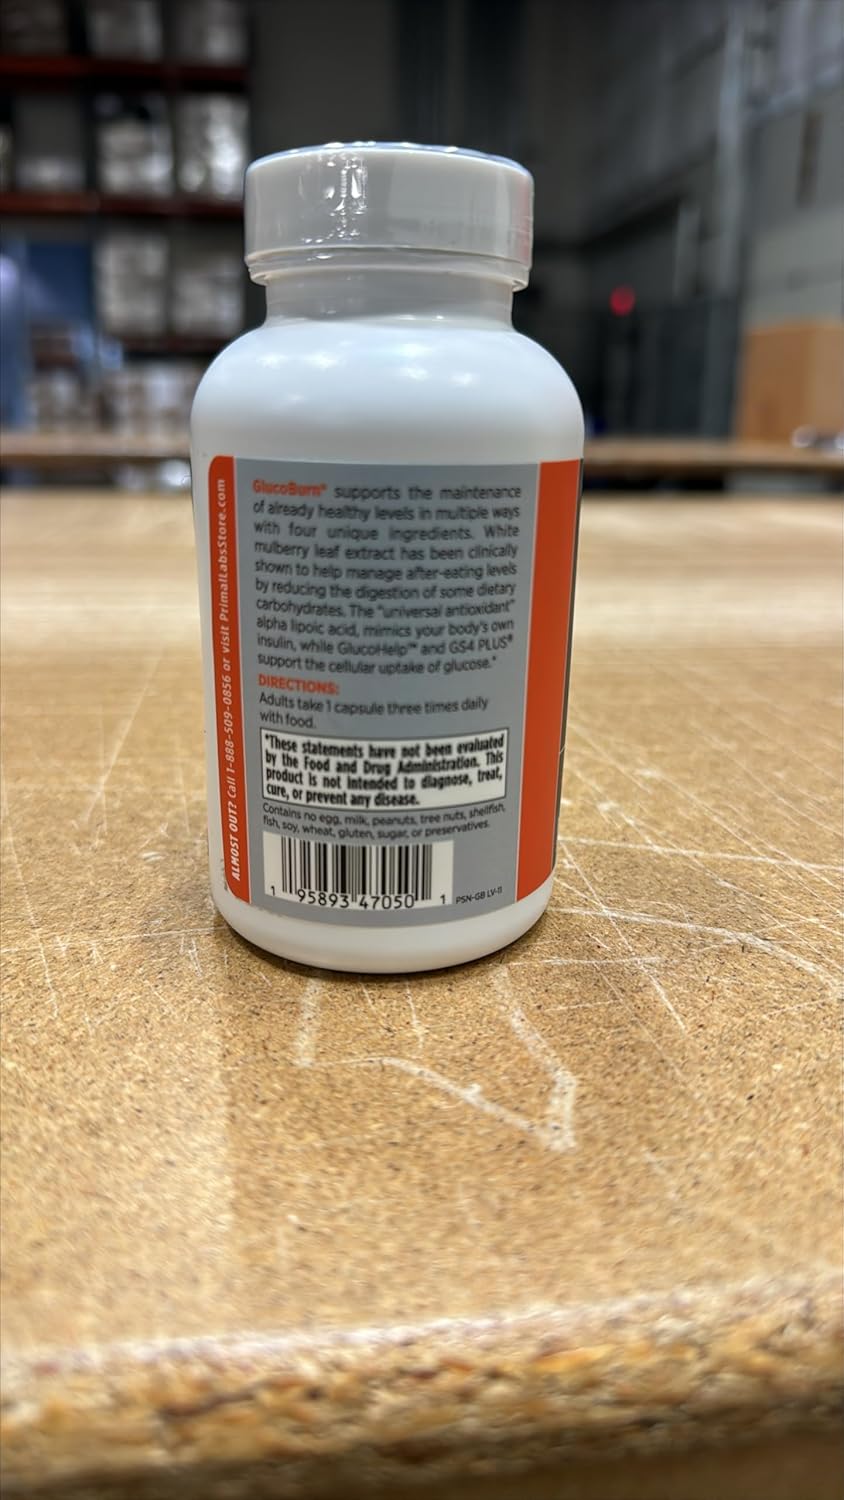 GlucoBurn® supports the maintenance
of already healthy levels in multiple ways
with four unique ingredients. White
mulberry leaf extract has been clinically
shown to help manage after-eating levels
by reducing the digestion of some dietary
carbohydrates. The "universal antioxidant"
alpha lipoic acid, mimics your body's own
insulin, while GlucoHelp™ and GS4 PLUS®
support the cellular uptake of glucose.*
DIRECTIONS:
Adults take 1 capsule three times daily
with food.
*These statements have not been evaluated
by the Food and Drug Administration. This
product is not intended to diagnose, treat,
cure, or prevent any disease.
Contains no egg, milk, peanuts, tree nuts, shellfish,
fish, soy, wheat, gluten, sugar, or preservatives.
1 95893 47050 1
PSN-GB LV-11
ALMOST OUT? Call 1-888-509-0856 or visit PrimalLabsStore.com